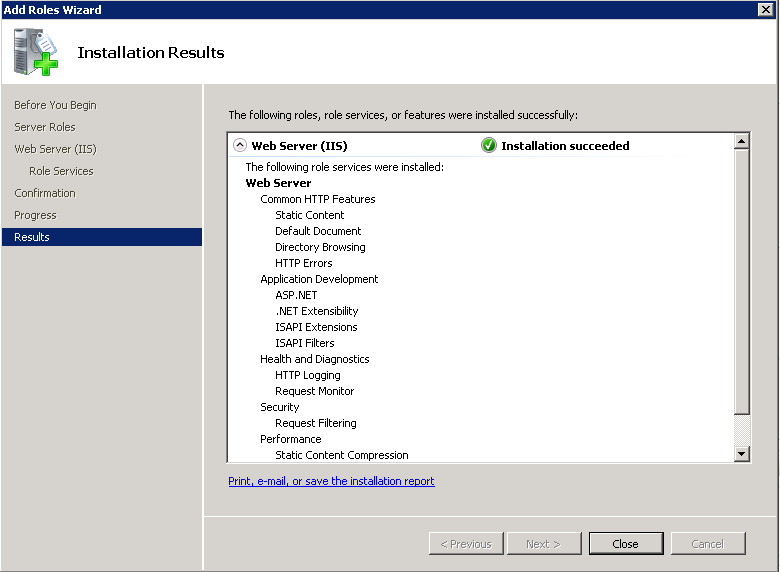 Add Roles Wizard
Installation Results
Before You Begin
Server Roles
Web Server (IIS)
Role Services
Confirmation
Progress
Results
The following roles, role services, or features were installed successfully:
Web Server (IIS) Installation succeeded
The following role services were installed:
Web Server
Common HTTP Features
Static Content
Default Document
Directory Browsing
HTTP Errors
Application Development
ASP.NET
.NET Extensibility
ISAPI Extensions
ISAPI Filters
Health and Diagnostics
HTTP Logging
Request Monitor
Security
Request Filtering
Performance
Static Content Compression
Print, e-mail, or save the installation report
< Previous Next > Close Cancel